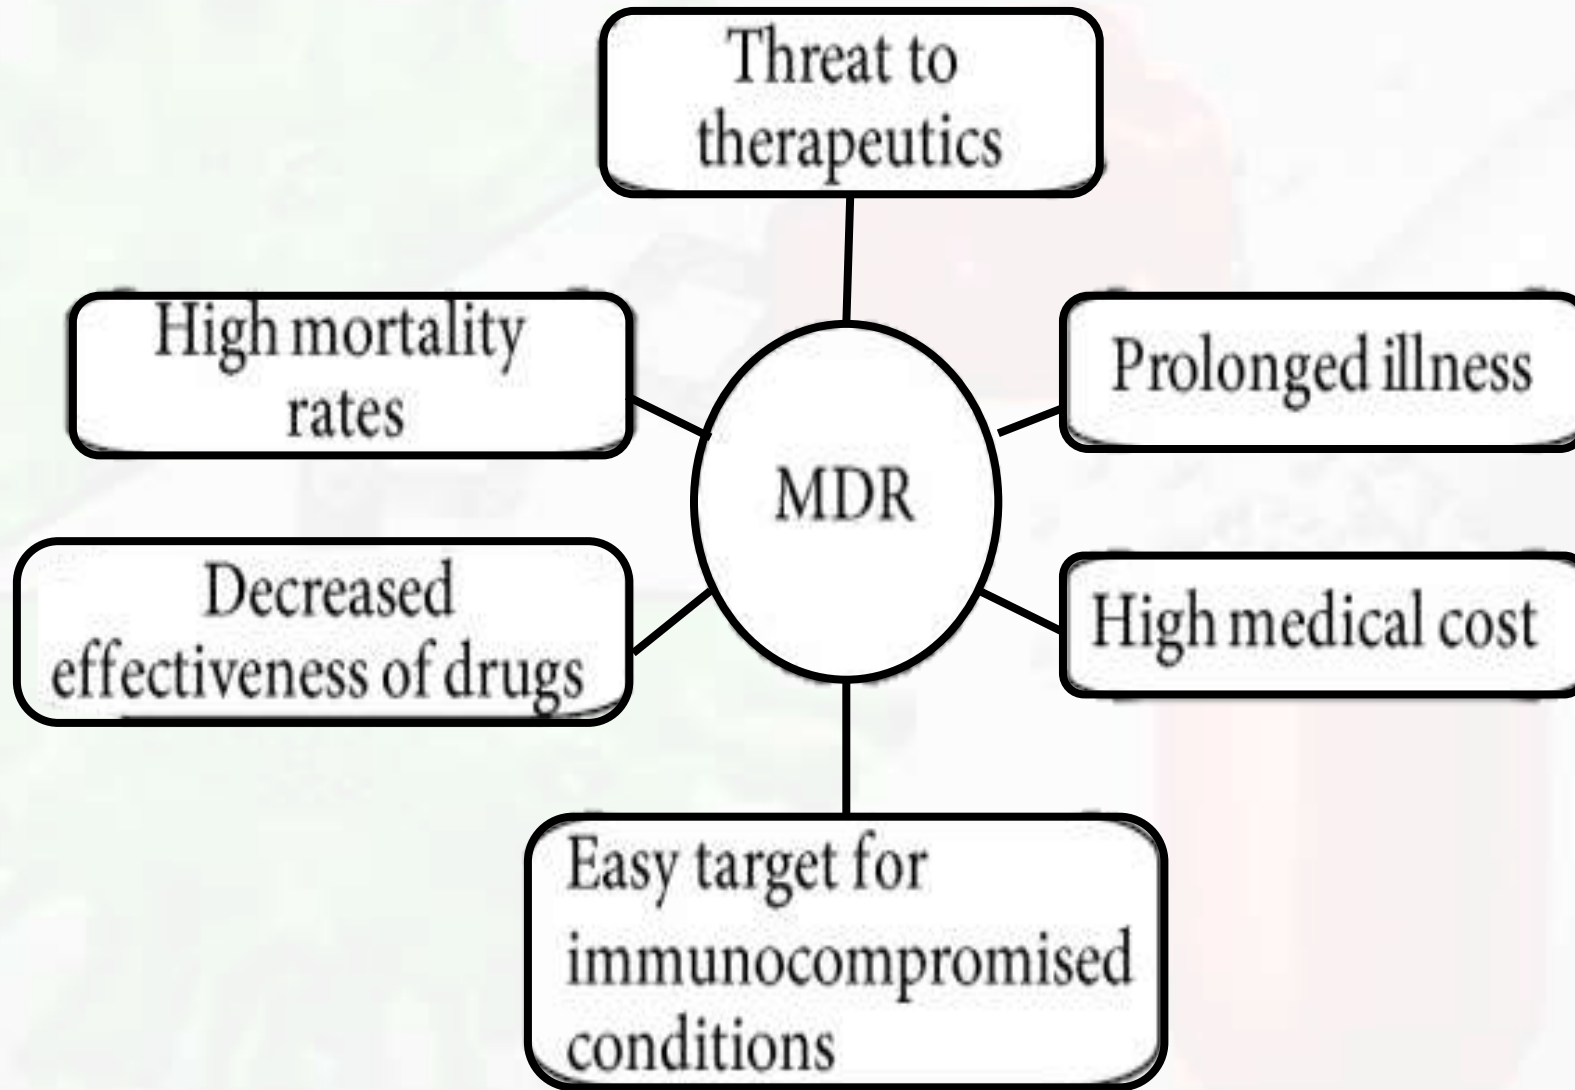 Threat to
therapeutics
High mortality
rates
Prolonged illness
MDR
Decreased
effectiveness of drugs
High medical cost
Easy target for
immunocompromised
conditions